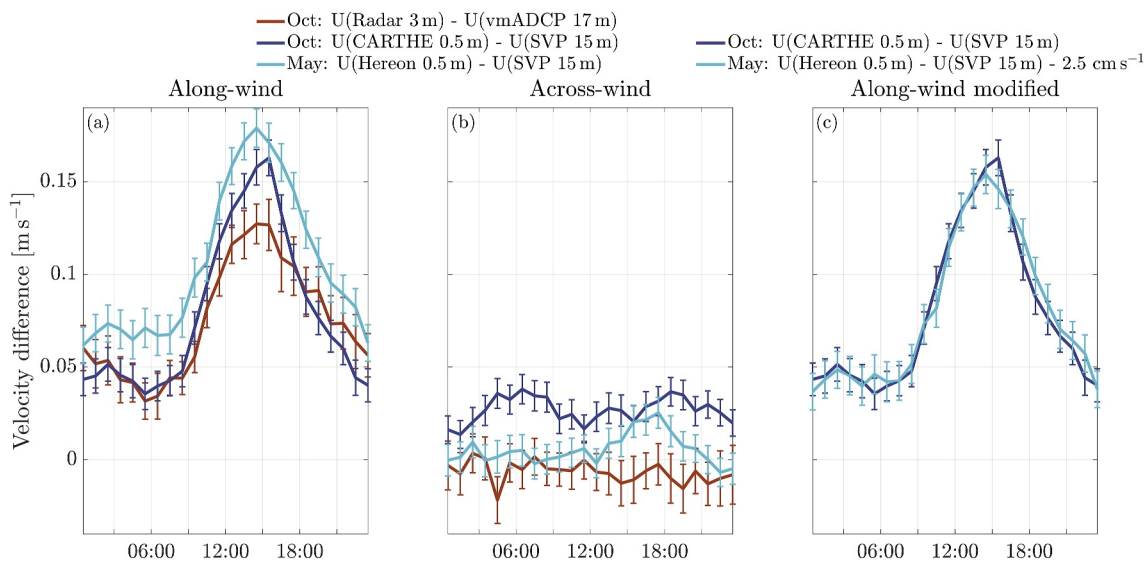 Oct: U(Radar 3 m) - U(vmADCP 17 m)
Oct: U(CARTHE 0.5 m) - U(SVP 15 m)
May: U(Hereon 0.5 m) - U(SVP 15 m)
Oct: U(CARTHE 0.5 m) - U(SVP 15 m)
May: U(Hereon 0.5 m) - U(SVP 15 m) - 2.5 cm s⁻¹
Along-wind
Across-wind
Along-wind modified
(a)
(b)
(c)
Velocity difference [m s⁻¹]
0.15
0.1
0.05
0
06:00 12:00 18:00
06:00 12:00 18:00
06:00 12:00 18:00